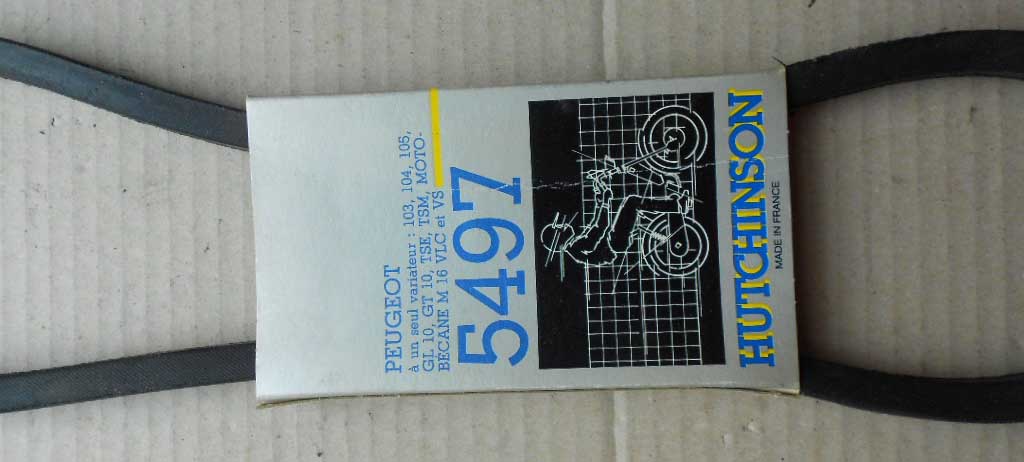 PEUGEOT
à un seul variateur : 103, 104, 105,
GL 10, GT 10, TSE, TSM, MOTO-
BÉCANE M 16 VLC et VS
5497
HUTCHINSON
MADE IN FRANCE